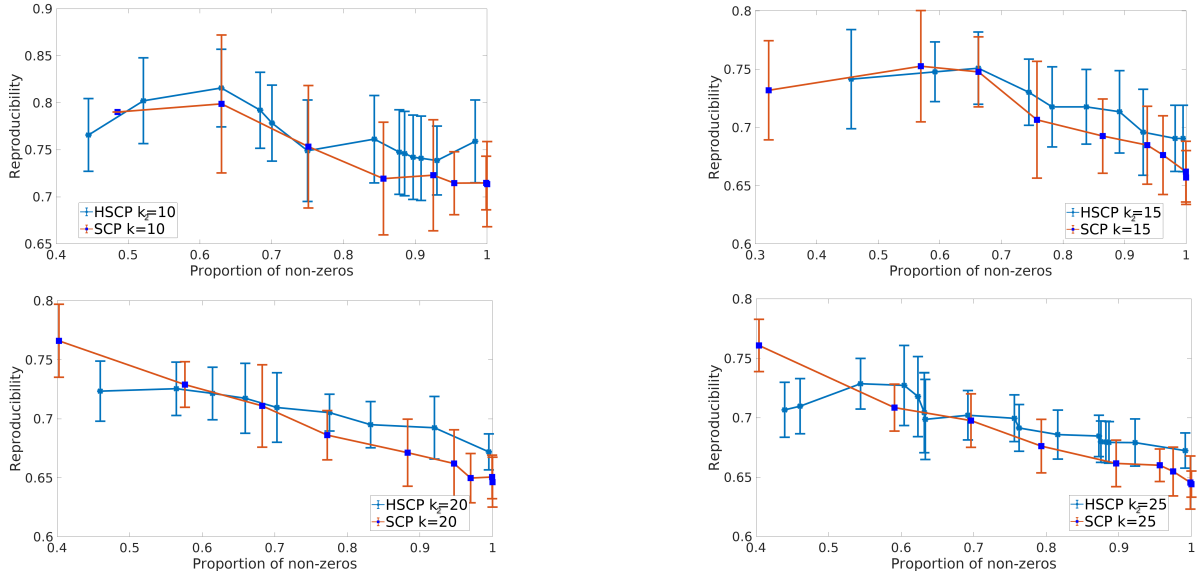 0.9
0.85
0.8
0.75
0.7
0.65
Reproducibility
HSCP k2=10
SCP k=10
0.4 0.5 0.6 0.7 0.8 0.9 1
Proportion of non-zeros
0.8
0.75
0.7
0.65
0.6
Reproducibility
HSCP k2=15
SCP k=15
0.3 0.4 0.5 0.6 0.7 0.8 0.9 1
Proportion of non-zeros
0.8
0.75
0.7
0.65
0.6
Reproducibility
HSCP k2=20
SCP k=20
0.4 0.5 0.6 0.7 0.8 0.9 1
Proportion of non-zeros
0.8
0.75
0.7
0.65
0.6
Reproducibility
HSCP k2=25
SCP k=25
0.4 0.5 0.6 0.7 0.8 0.9 1
Proportion of non-zeros